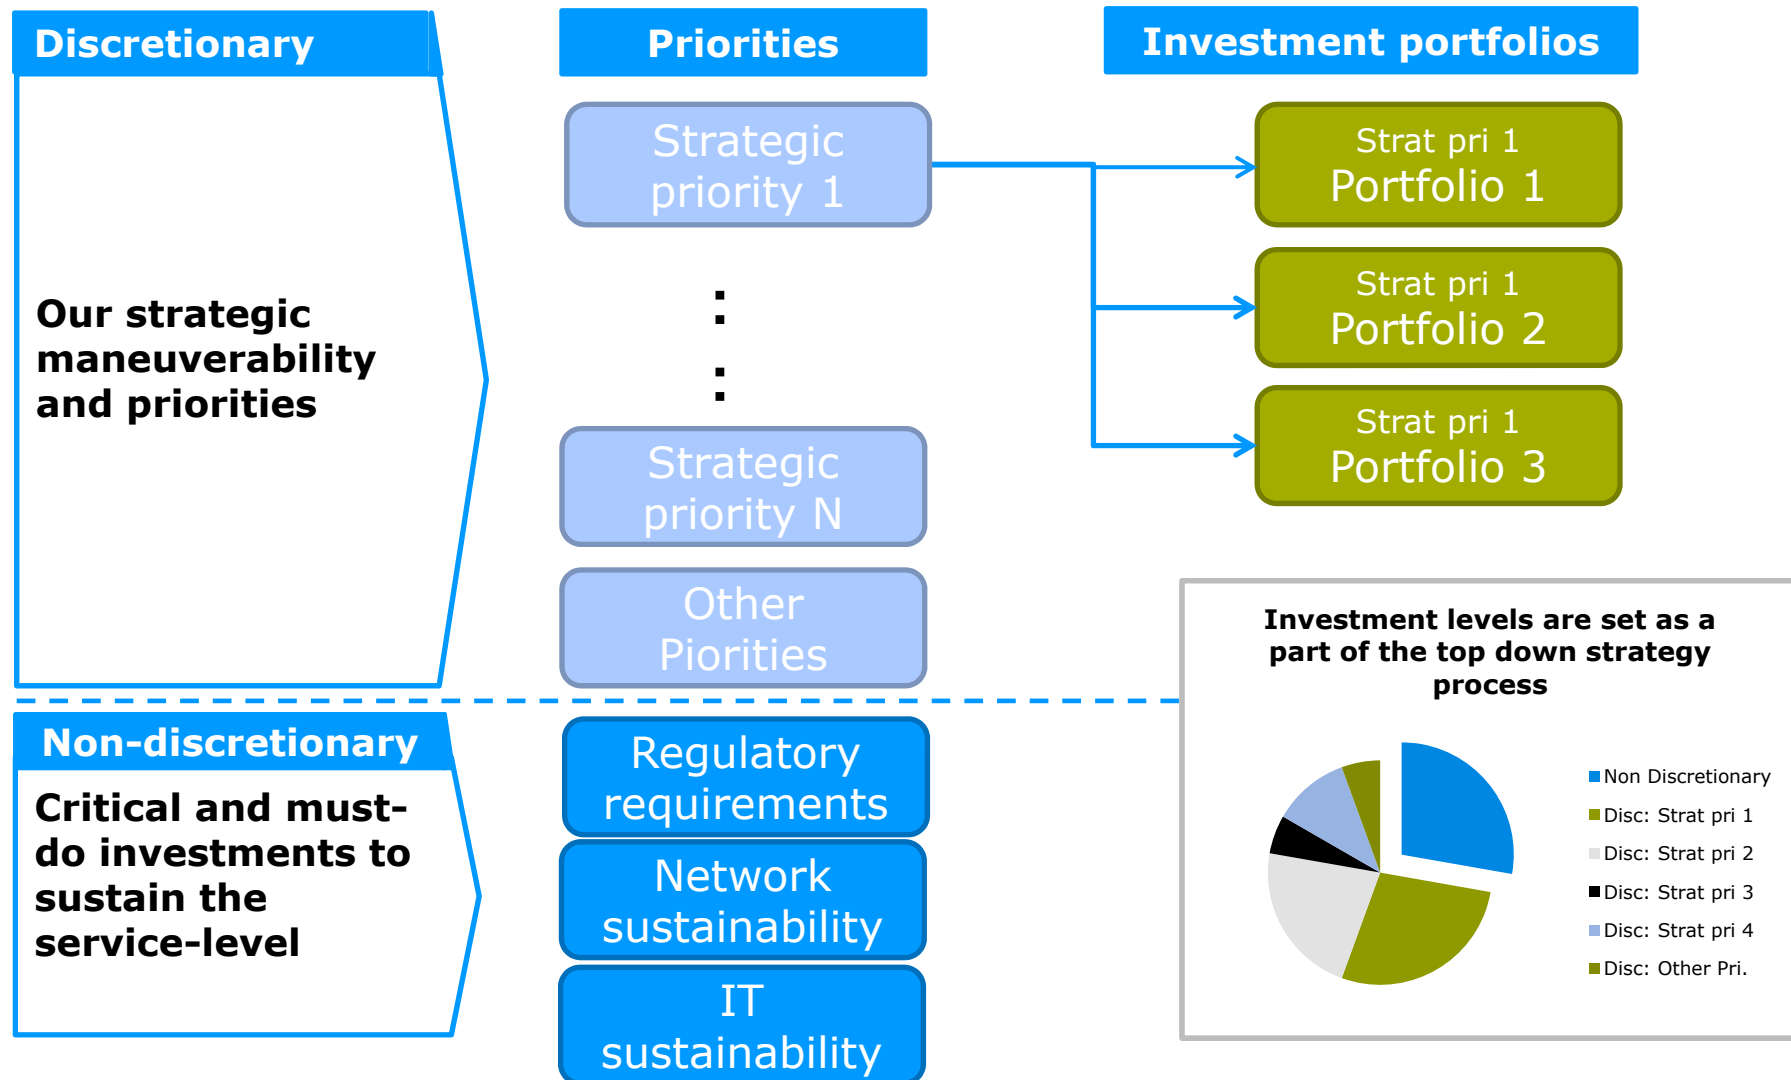 Discretionary
Our strategic
maneuverability
and priorities
Priorities
Strategic
priority 1
:
:
Strategic
priority N
Other
Piorities
Investment portfolios
Strat pri 1
Portfolio 1
Strat pri 1
Portfolio 2
Strat pri 1
Portfolio 3
Non-discretionary
Critical and must-
do investments to
sustain the
service-level
Regulatory
requirements
Network
sustainability
IT
sustainability
Investment levels are set as a
part of the top down strategy
process
Non Discretionary
Disc: Strat pri 1
Disc: Strat pri 2
Disc: Strat pri 3
Disc: Strat pri 4
Disc: Other Pri.